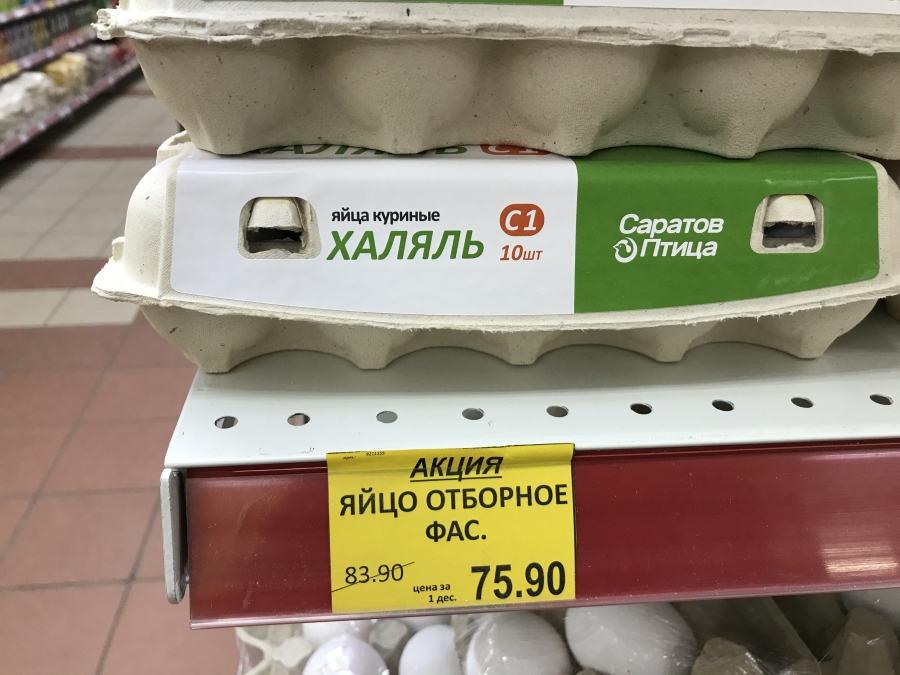 яйца куриные
ХАЛЯЛЬ
С1
10шт
Саратов
Птица
АКЦИЯ
ЯЙЦО ОТБОРНОЕ
ФАС.
83.90
цена за
1 дес.
75.90